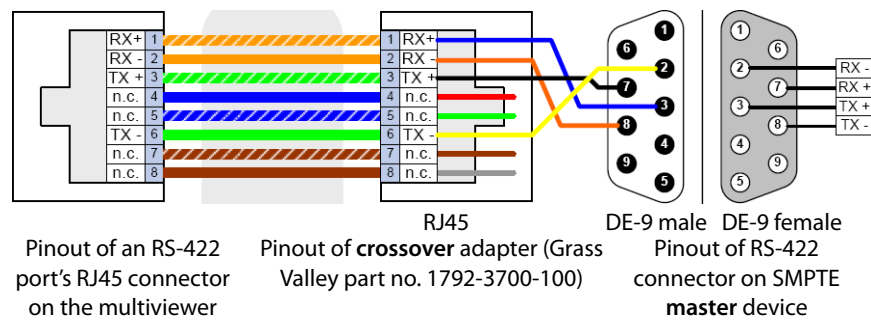 RX+ 1
RX - 2
TX + 3
n.c. 4
n.c. 5
TX - 6
n.c. 7
n.c. 8
1 RX+
2 RX -
3 TX +
4 n.c.
5 n.c.
6 TX -
7 n.c.
8 n.c.
1
6
2
7
3
8
4
9
5
1
6
2
7
3
8
4
9
5
RX -
RX +
TX +
TX -
RJ45
DE-9 male
DE-9 female
Pinout of an RS-422
port's RJ45 connector
on the multiviewer
Pinout of crossover adapter (Grass
Valley part no. 1792-3700-100)
Pinout of RS-422
connector on SMPTE
master device